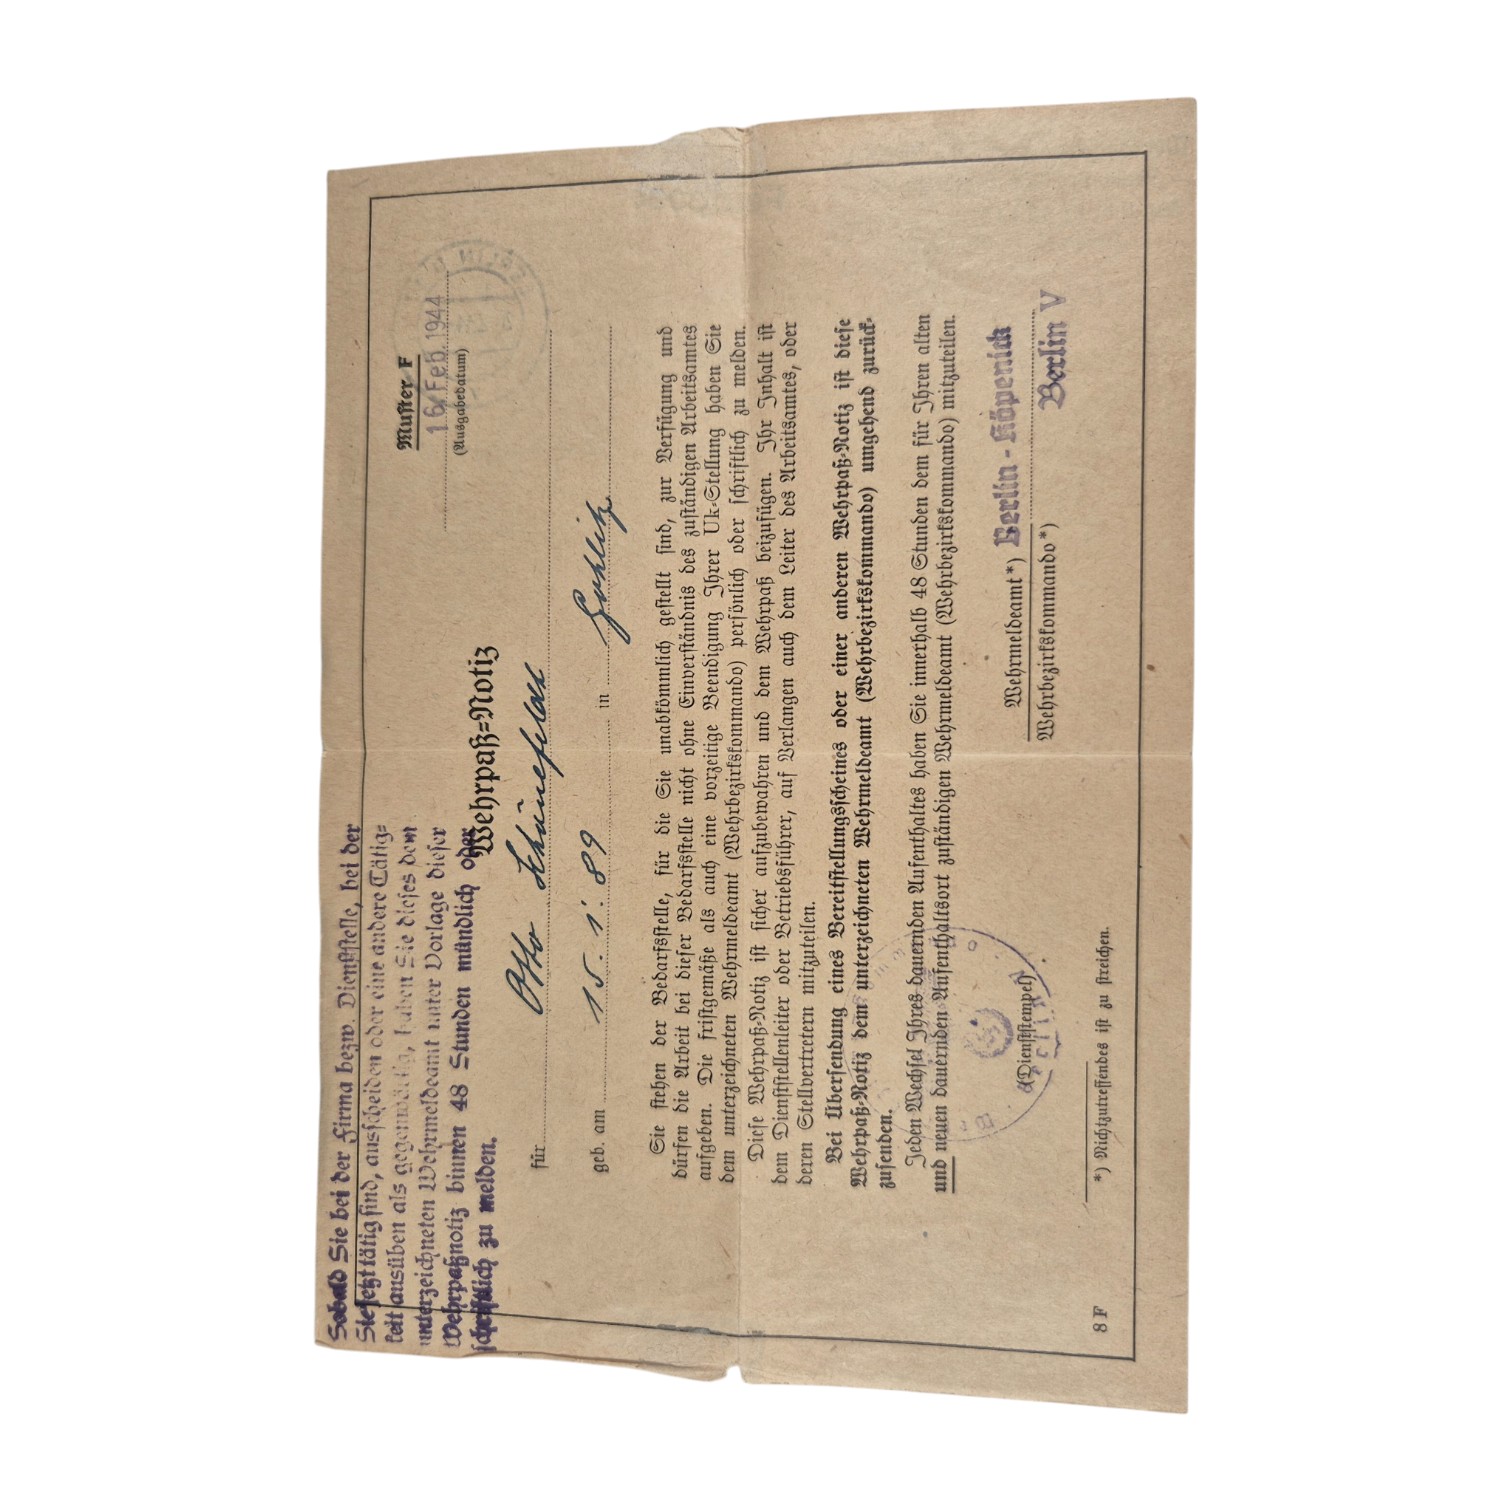 Sobald Sie bei der Firma bezw. Dienststelle, bei der
Sie jetzt tätig sind, ausscheiden oder eine andere Tätig-
keit ausüben als gegenwärtig, haben Sie dieses dem
unterzeichneten Wehrmeldeamt unter Vorlage dieser
Wehrpaßnotiz binnen 48 Stunden mündlich oder
schriftlich zu melden.
Muster F
16. Feb. 1944
(Ausgabedatum)
Wehrpaß-Notiz
für Otto
geb. am 15. 1. 89 in
Sie stehen der Bedarfsstelle, für die Sie unabkömmlich gestellt sind, zur Verfügung und
dürfen die Arbeit bei dieser Bedarfsstelle nicht ohne Einverständnis des zuständigen Arbeitsamtes
aufgeben. Die fristgemäße als auch eine vorzeitige Beendigung Ihrer Uk-Stellung haben Sie
dem unterzeichneten Wehrmeldeamt (Wehrbezirkskommando) persönlich oder schriftlich zu melden.
Diese Wehrpaß-Notiz ist sicher aufzubewahren und dem Wehrpaß beizufügen. Ihr Inhalt ist
dem Dienststellenleiter oder Betriebsführer, auf Verlangen auch dem Leiter des Arbeitsamtes, oder
deren Stellvertretern mitzuteilen.
Bei Übersendung eines Bereitstellungsscheines oder einer anderen Wehrpaß-Notiz ist diese
Wehrpaß-Notiz dem unterzeichneten Wehrmeldeamt (Wehrbezirkskommando) umgehend zurück-
zusenden.
Jeden Wechsel Ihres dauernden Aufenthaltes haben Sie innerhalb 48 Stunden dem für Ihren alten
und neuen dauernden Aufenthaltsort zuständigen Wehrmeldeamt (Wehrbezirkskommando) mitzuteilen.
Wehrmeldeamt*) Berlin-Köpenick
Wehrbezirkskommando*) Berlin V
(Dienststempel)
*) Nichtzutreffendes ist zu streichen.
8 F